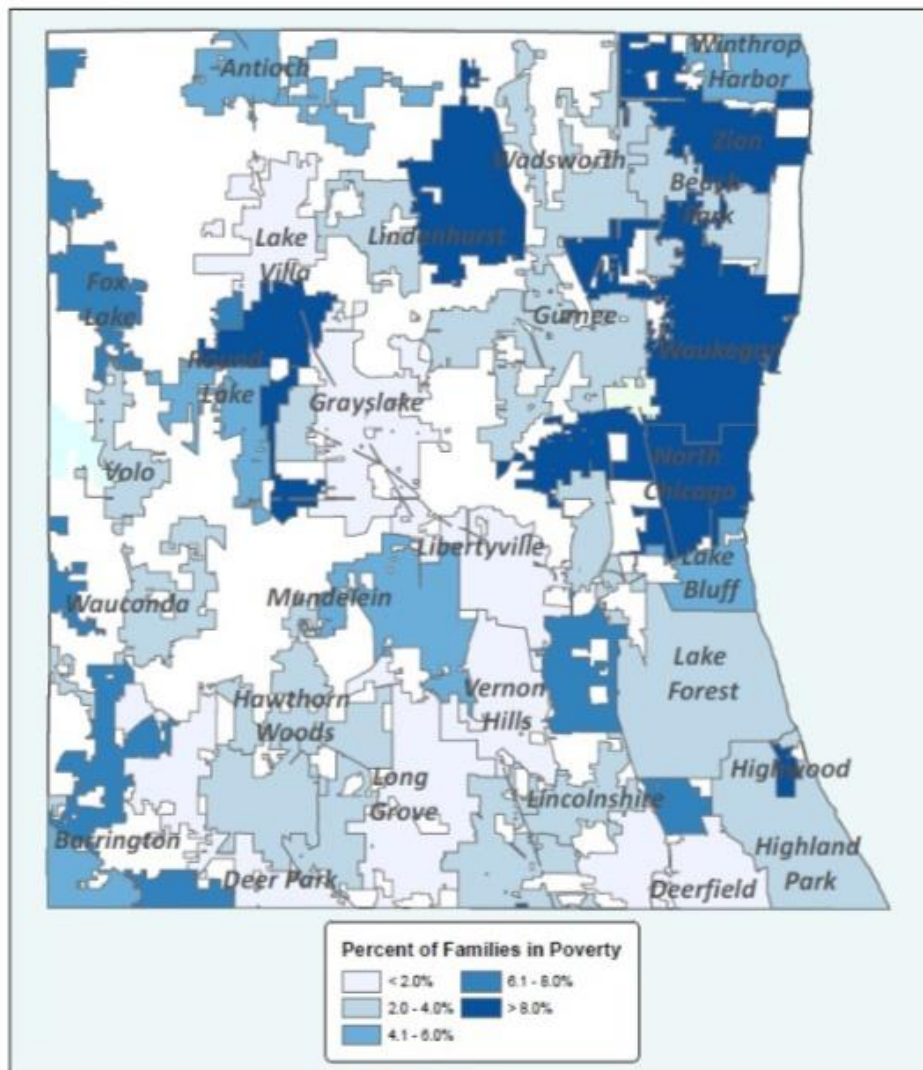 Winthrop
Harbor
Antioch
Zion
Wadsworth
Beach
Park
Lake
Villa
Lindenhurst
Fox
Lake
Gurnee
Waukegan
Round
Lake
Grayslake
North
Chicago
Volo
Libertyville
Lake
Bluff
Wauconda
Mundelein
Lake
Forest
Hawthorn
Woods
Vernon
Hills
Long
Grove
Highwood
Lincolnshire
Barrington
Deer Park
Highland
Park
Deerfield
Percent of Families in Poverty
< 2.0%
2.0 - 4.0%
4.1 - 6.0%
6.1 - 8.0%
> 8.0%